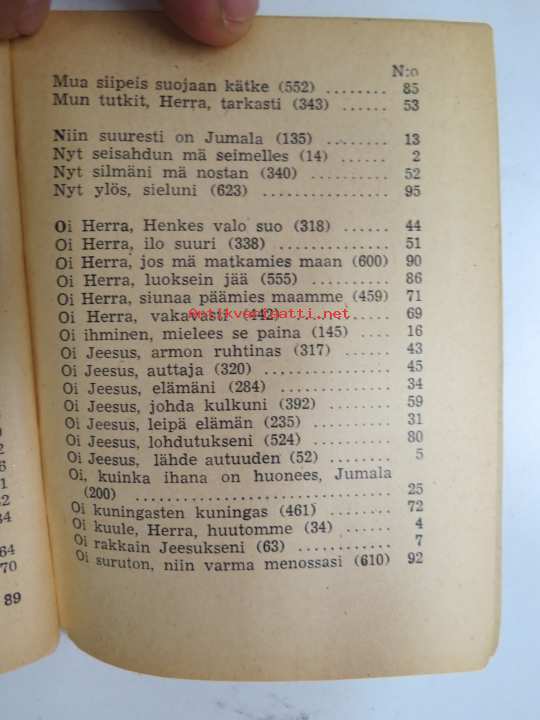 N:o
Mua siipeis suojaan kätke (552) ........ 85
Mun tutkit, Herra, tarkasti (343) ...... 53
Niin suuresti on Jumala (135) ........ 13
Nyt seisahdun mä seimelles (14) ...... 2
Nyt silmäni mä nostan (340) .......... 52
Nyt ylös, sieluni (623) ............... 95
Oi Herra, Henkes valo suo (318) ...... 44
Oi Herra, ilo suuri (338) .............. 51
Oi Herra, jos mä matkamies maan (600) 90
Oi Herra, luoksein jää (555) .......... 86
Oi Herra, siunaa päämies maamme (459) 71
Oi Herra, vakavasti (442) ............ 69
Antikvariaatti.net
Oi ihminen, mielees se paina (145) .... 16
Oi Jeesus, armon ruhtinas (317) ...... 43
Oi Jeesus, auttaja (320) .............. 45
Oi Jeesus, elämäni (284) .............. 34
Oi Jeesus, johda kulkuni (392) ........ 59
Oi Jeesus, leipä elämän (235) ........ 31
Oi Jeesus, lohdutukseni (524) ........ 80
Oi Jeesus, lähde autuuden (52) ........ 5
Oi, kuinka ihana on huonees, Jumala
(200) .............................. 25
Oi kuningasten kuningas (461) ........ 72
Oi kuule, Herra, huutomme (34) ...... 4
Oi rakkain Jeesukseni (63) ............ 7
Oi suruton, niin varma menossasi (610) 92
64
70
89